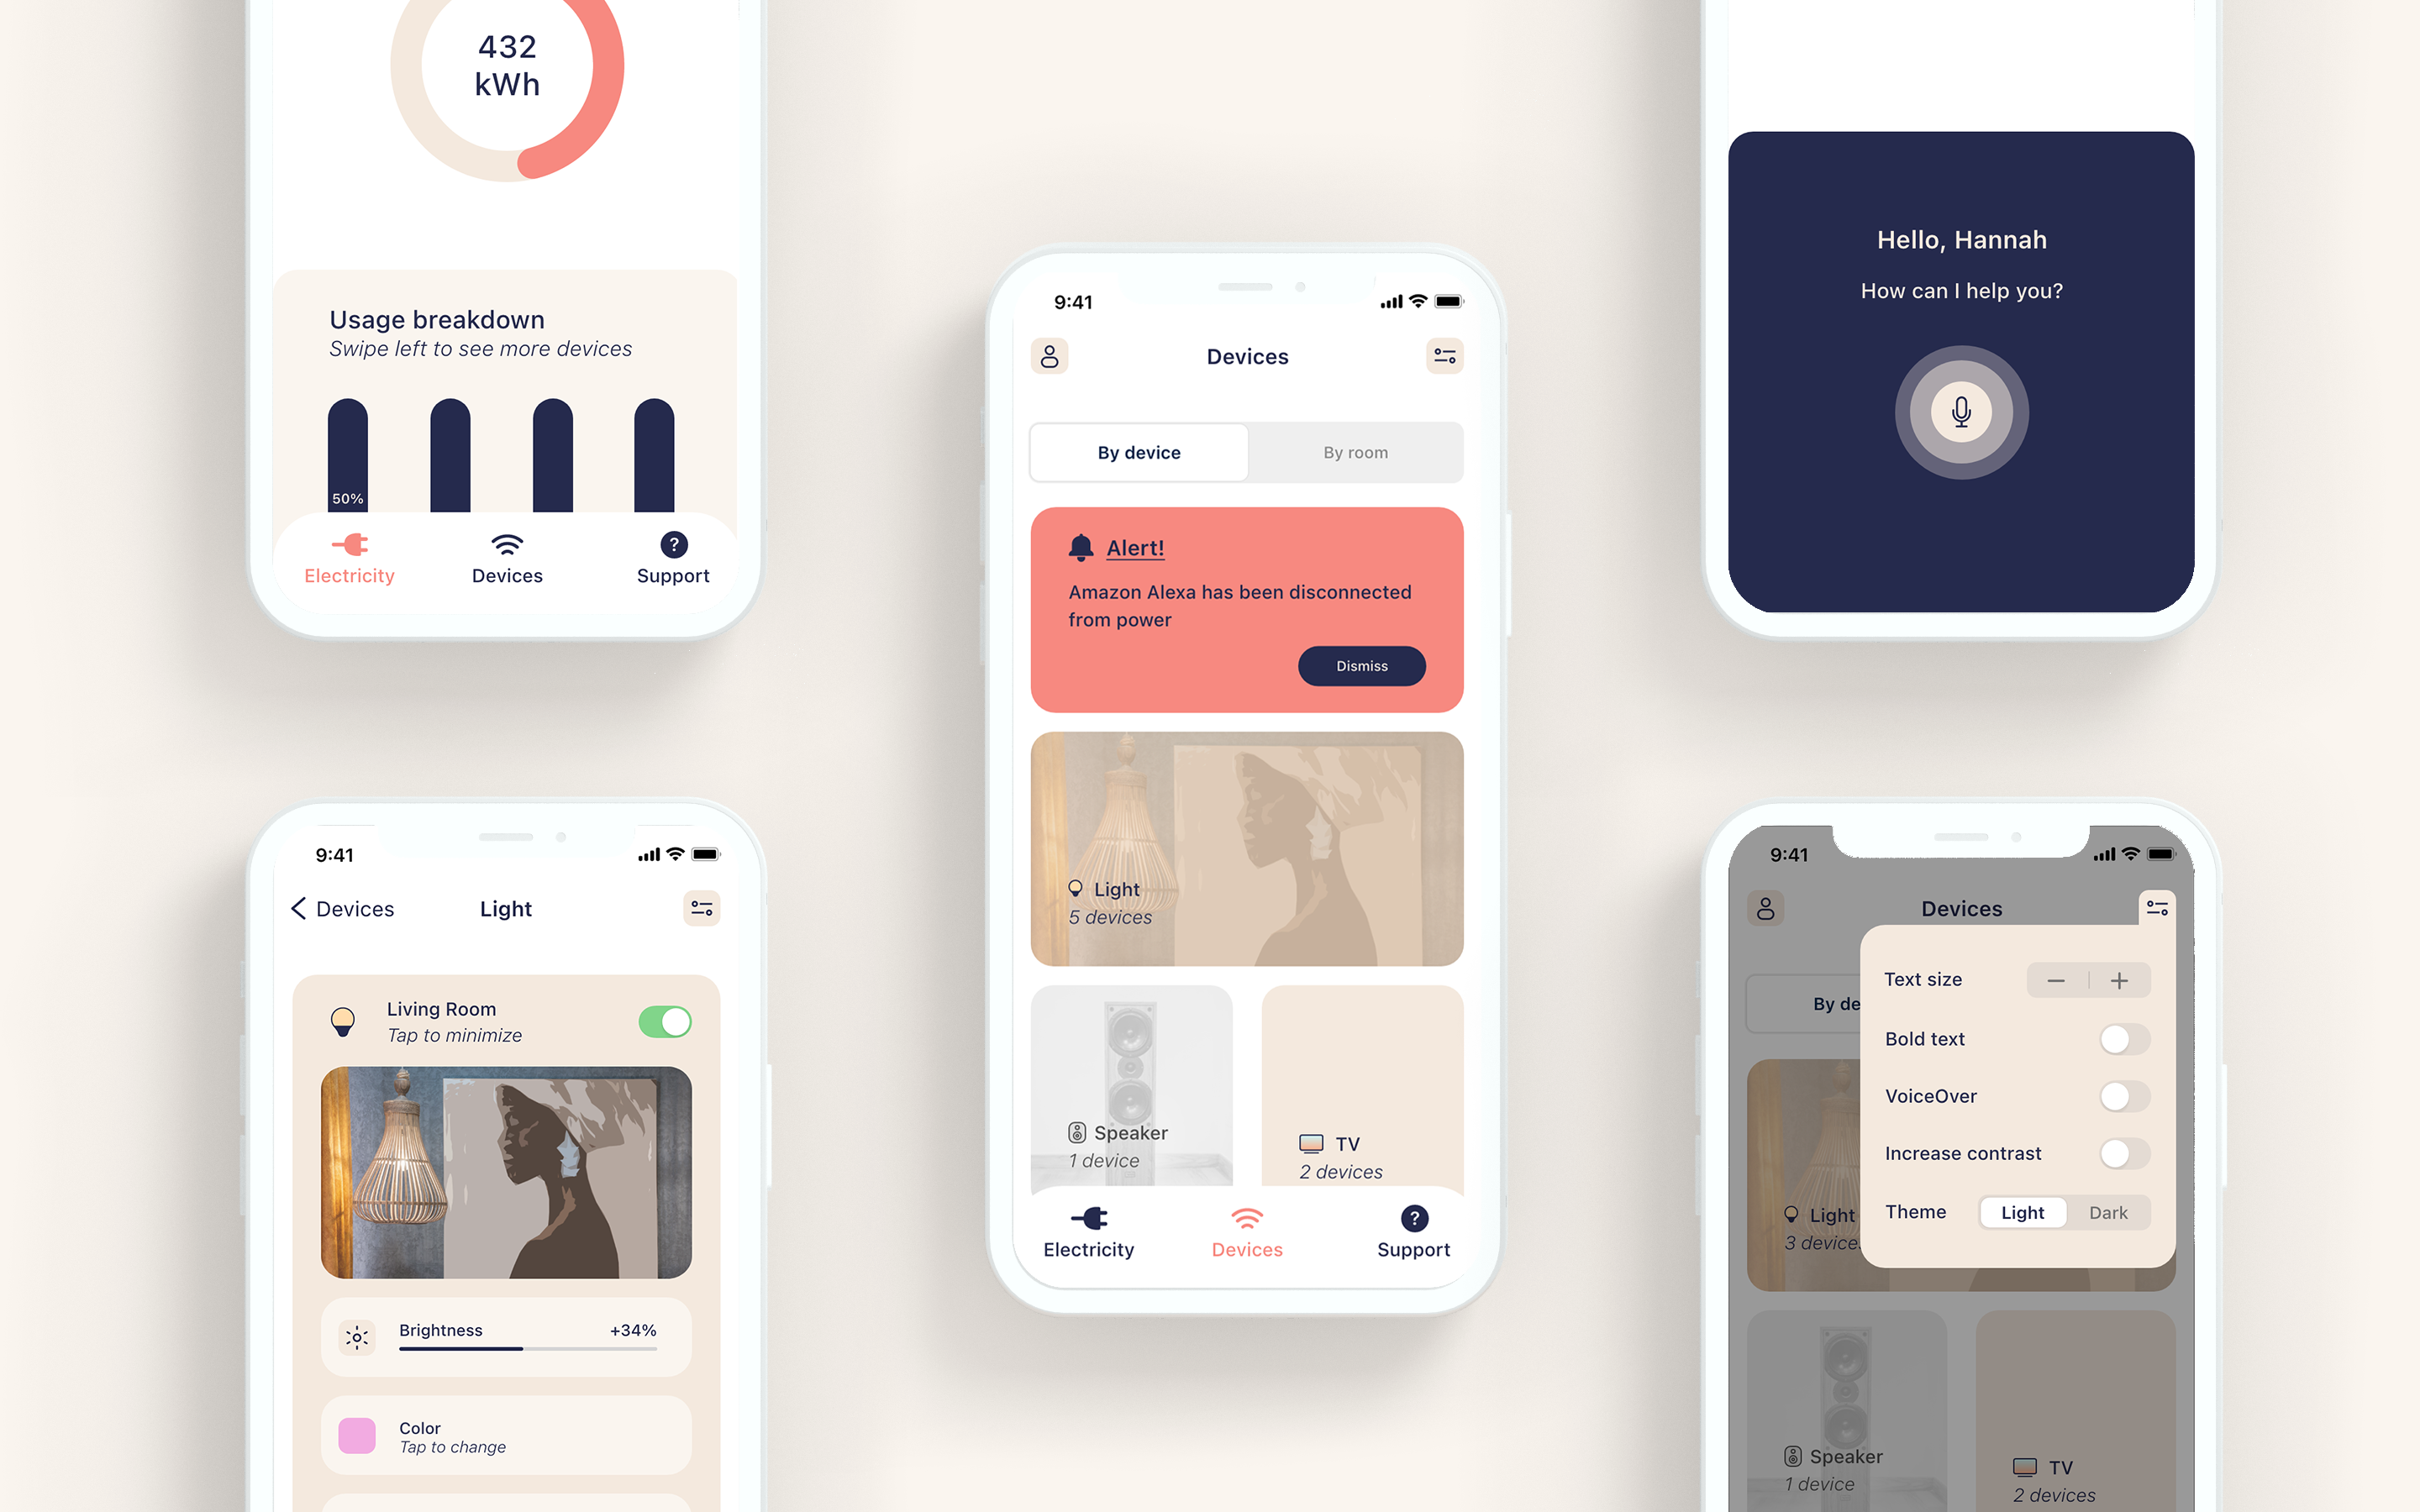 432
kWh
Usage breakdown
Swipe left to see more devices
50%
Electricity
Devices
Support
9:41
Devices
Light
Living Room
Tap to minimize
Brightness
+34%
Color
Tap to change
9:41
Devices
By device
By room
Alert!
Amazon Alexa has been disconnected
from power
Dismiss
Light
5 devices
Speaker
1 device
TV
2 devices
Electricity
Devices
? Support
Hello, Hannah
How can I help you?
9:41
Devices
By de
Text size
Bold text
VoiceOver
Increase contrast
Theme
Light
Dark
Light
3 device
Speaker
1 device
TV
2 devices